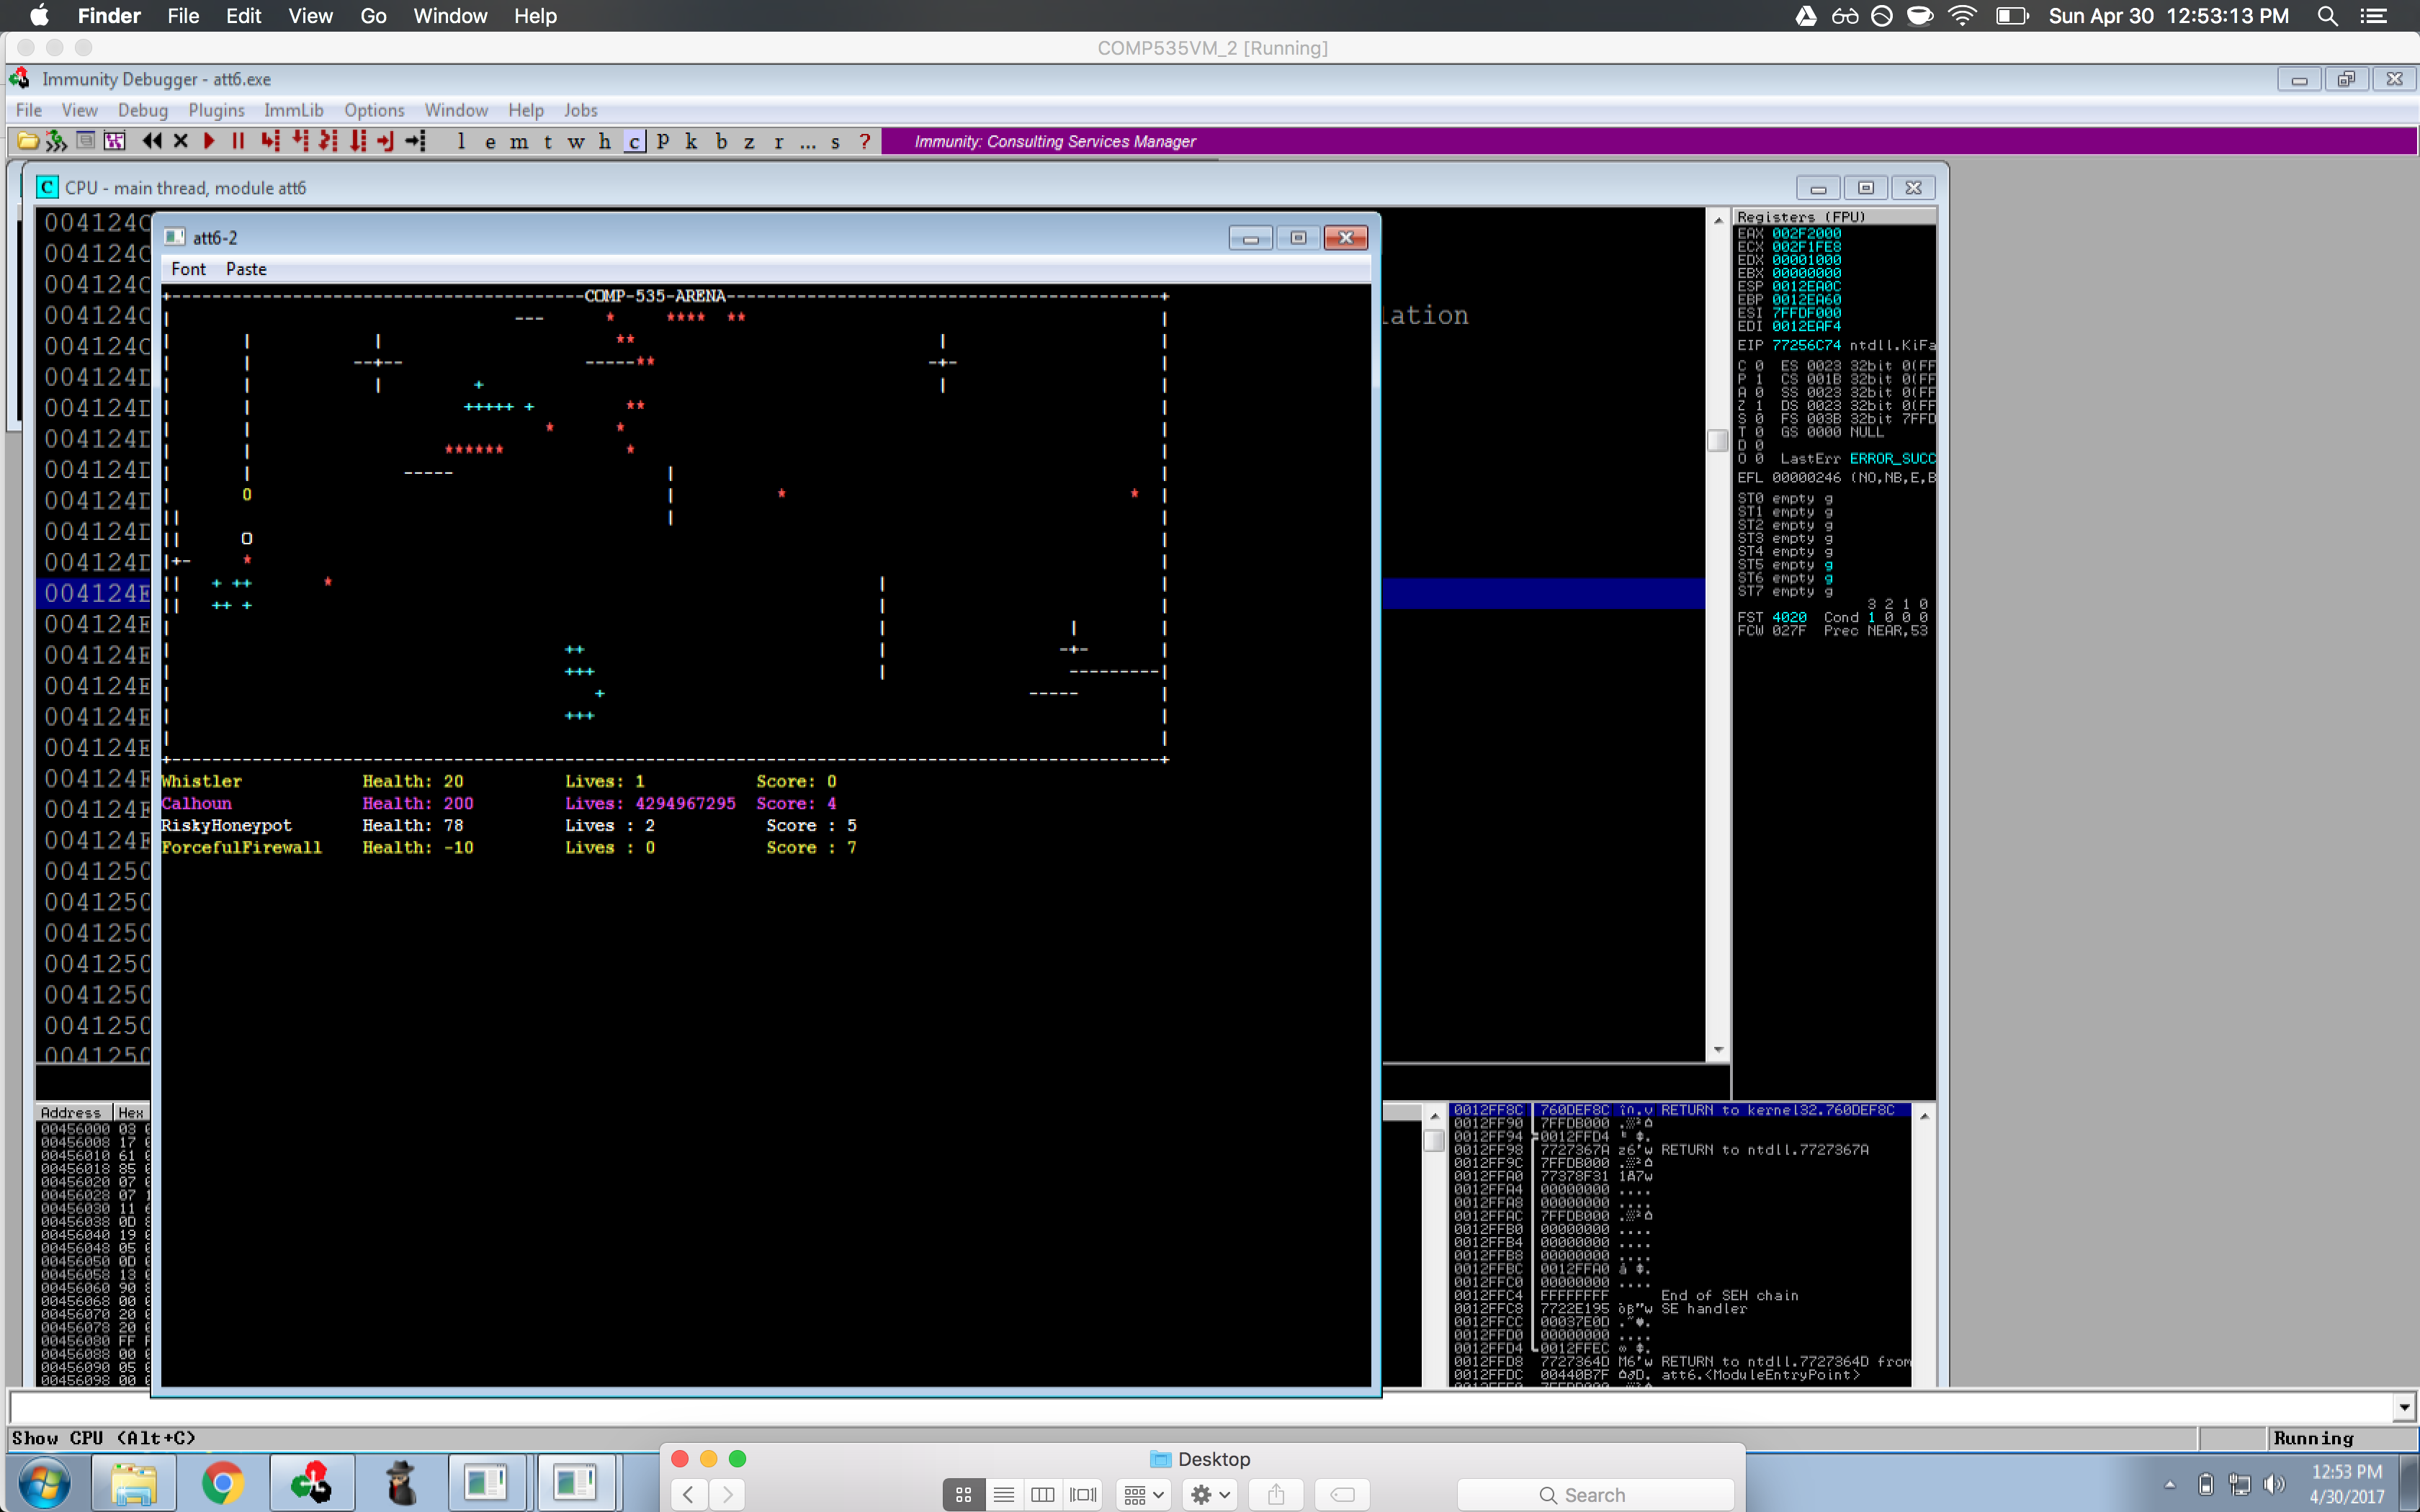 Finder File Edit View Go Window Help
Sun Apr 30 12:53:13 PM
COMP535VM_2 [Running]
Immunity Debugger - att6.exe
File View Debug Plugins ImmLib Options Window Help Jobs
l e m t w h c P k b z r ... s ?
Immunity: Consulting Services Manager
CPU - main thread, module att6
att6-2
Font Paste
COMP-535-ARENA
lation
Whistler Health: 20 Lives: 1 Score: 0
Calhoun Health: 200 Lives: 4294967295 Score: 4
RiskyHoneypot Health: 78 Lives : 2 Score : 5
ForcefulFirewall Health: -10 Lives : 0 Score : 7
Registers (FPU)
EAX 002F2000
ECX 002F1FE8
EDX 00001000
EBX 00000000
ESP 0012EA0C
EBP 0012EA60
ESI 7FFDF000
EDI 0012EAF4
EIP 77256C74 ntdll.KiFa
C 0 ES 0023 32bit 0(FF
P 1 CS 001B 32bit 0(FF
A 0 SS 0023 32bit 0(FF
Z 1 DS 0023 32bit 0(FF
S 0 FS 003B 32bit 7FFD
T 0 GS 0000 NULL
D 0
O 0 LastErr ERROR_SUCC
EFL 00000246 (NO,NB,E,B
ST0 empty g
ST1 empty g
ST2 empty g
ST3 empty g
ST4 empty g
ST5 empty g
ST6 empty g
ST7 empty g
3 2 1 0
FST 4020 Cond 1 0 0 0
FCW 027F Prec NEAR,53
Address Hex
00456000 03
00456008 17
00456010 61
00456018 85
00456020 07
00456028 07
00456030 11
00456038 0D
00456040 19
00456048 05
00456050 0D
00456058 13
00456060 90
00456068 00
00456070 20
00456078 20
00456080 FF
00456088 00
00456090 05
00456098 00
0012FF8C 760DEF8C RETURN to kernel32.760DEF8C
0012FF90 7FFDB000
0012FF94 0012FFD4
0012FF98 7727367A z6'w RETURN to ntdll.7727367A
0012FF9C 7FFDB000
0012FFA0 77378F31
0012FFA4 00000000 ....
0012FFA8 00000000 ....
0012FFAC 7FFDB000
0012FFB0 00000000 ....
0012FFB4 00000000 ....
0012FFB8 00000000 ....
0012FFBC 0012FFA0
0012FFC0 00000000 ....
0012FFC4 FFFFFFFF End of SEH chain
0012FFC8 7722E195 SE handler
0012FFCC 00037E0D
0012FFD0 00000000 ....
0012FFD4 0012FFEC
0012FFD8 7727364D M6'w RETURN to ntdll.7727364D from
0012FFDC 00440B7F att6.<ModuleEntryPoint>
Show CPU (Alt+C)
Running
Desktop
Search
12:53 PM
4/30/2017